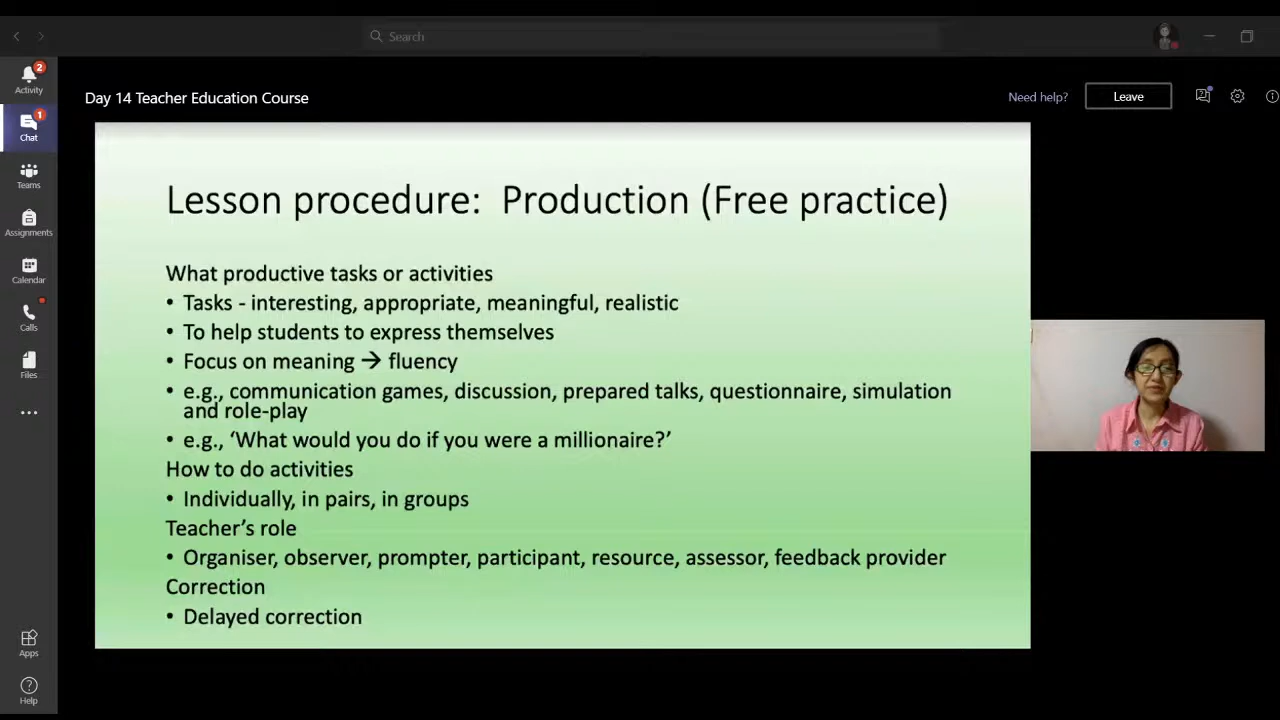 Search
2
Activity
1
Chat
Teams
Assignments
Calendar
Calls
Files
Apps
Help
Day 14 Teacher Education Course
Need help?
Leave
Lesson procedure: Production (Free practice)
What productive tasks or activities
• Tasks - interesting, appropriate, meaningful, realistic
• To help students to express themselves
• Focus on meaning → fluency
• e.g., communication games, discussion, prepared talks, questionnaire, simulation
and role-play
• e.g., ‘What would you do if you were a millionaire?’
How to do activities
• Individually, in pairs, in groups
Teacher’s role
• Organiser, observer, prompter, participant, resource, assessor, feedback provider
Correction
• Delayed correction